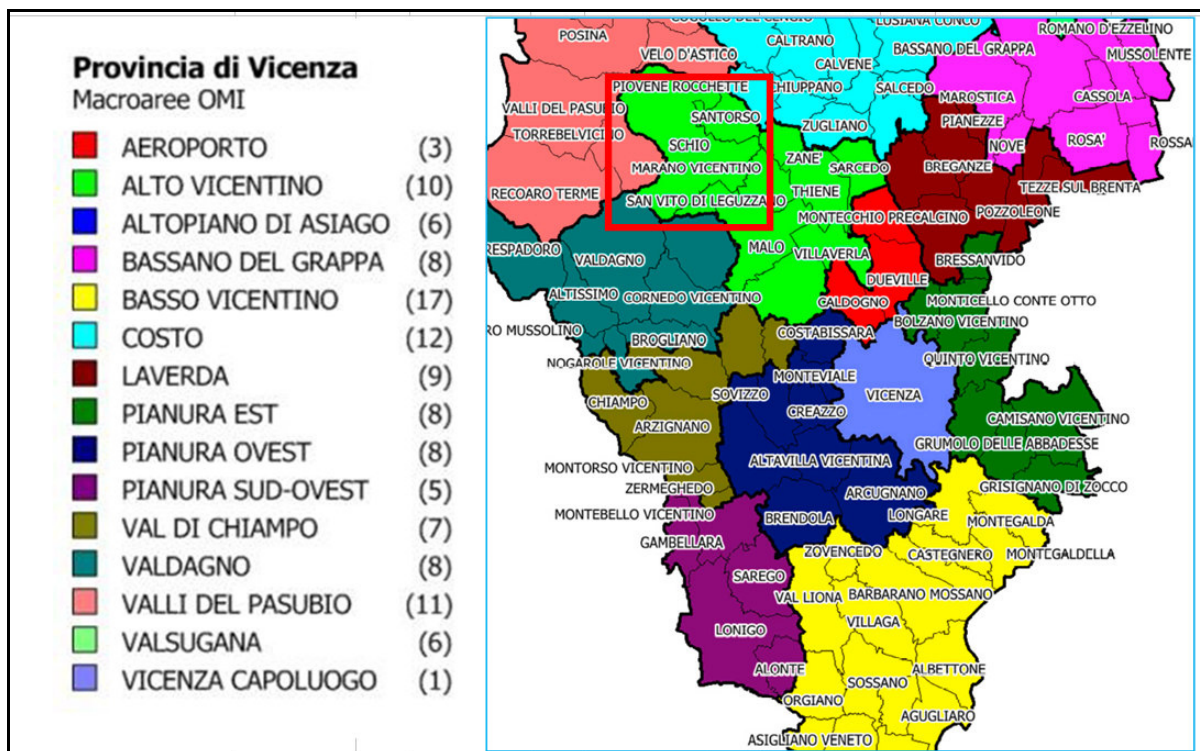 Provincia di Vicenza
Macroaree OMI
AEROPORTO (3)
ALTO VICENTINO (10)
ALTOPIANO DI ASIAGO (6)
BASSANO DEL GRAPPA (8)
BASSO VICENTINO (17)
COSTO (12)
LAVERDA (9)
PIANURA EST (8)
PIANURA OVEST (8)
PIANURA SUD-OVEST (5)
VAL DI CHIAMPO (7)
VALDAGNO (8)
VALLI DEL PASUBIO (11)
VALSUGANA (6)
VICENZA CAPOLUOGO (1)
LUSIANA CONCO
ROMANO D'EZZELINO
POSINA
CALTRANO
BASSANO DEL GRAPPA
MUSSOLENTE
VELO D'ASTICO
CALVENE
PIOVENE ROCCHETTE
CHIUPPANO
SALCEDO
MAROSTICA
CASSOLA
VALLI DEL PASUBIO
SANTORSO
PIANEZZE
TORREBELVICINO
ZUGLIANO
ROSA'
ROSSA
SCHIO
NOVE
MARANO VICENTINO
ZANE'
SARCEDO
BREGANZE
RECOARO TERME
THIENE
TEZZE SUL BRENTA
SAN VITO DI LEGUZZANO
MONTECCHIO PRECALCINO
POZZOLEONE
RESPADORO
VALDAGNO
MALO
VILLAVERLA
BRESSANVIDO
DUEVILLE
ALTISSIMO
CORNEDO VICENTINO
CALDOGNO
MONTICELLO CONTE OTTO
RO MUSSOLINO
BROGLIANO
COSTABISSARA
BOLZANO VICENTINO
NOGAROLE VICENTINO
MONTEVIALE
QUINTO VICENTINO
CHIAMPO
SOVIZZO
VICENZA
ARZIGNANO
CREAZZO
CAMISANO VICENTINO
GRUMOLO DELLE ABBADESSE
MONTORSO VICENTINO
ALTAVILLA VICENTINA
ZERMEGHEDO
ARCUGNANO
GRISIGNANO DI ZOCCO
MONTEBELLO VICENTINO
BRENDOLA
LONGARE
MONTEGALDA
GAMBELLARA
ZOVENCEDO
CASTEGNERO
MONTEGALDELLA
SAREGO
VAL LIONA
BARBARANO MOSSANO
LONIGO
VILLAGA
ALONTE
ALBETTONE
SOSSANO
ORGIANO
AGUGLIARO
ASIGLIANO VENETO